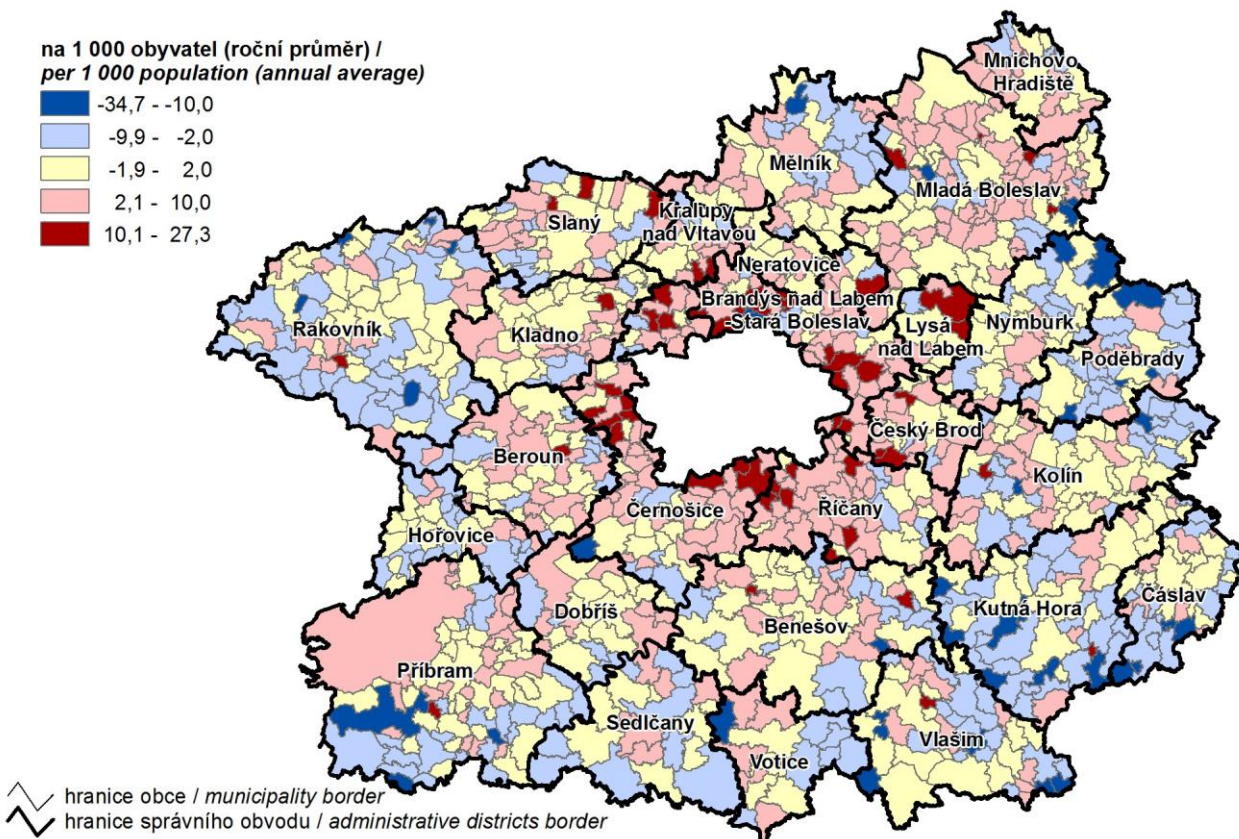 na 1 000 obyvatel (roční průměr) /
per 1 000 population (annual average)
-34,7 - -10,0
-9,9 - -2,0
-1,9 - 2,0
2,1 - 10,0
10,1 - 27,3
Mnichovo
Hradiště
Mělník
Mladá Boleslav
Slaný
Kralupy
nad Vltavou
Neratovice
Rakovník
Kladno
Brandýs nad Labem
Stará Boleslav
Lysá
nad Labem
Nymburk
Poděbrady
Beroun
Český Brod
Kolín
Hořovice
Černošice
Říčany
Dobříš
Benešov
Kutná Hora
Čáslav
Příbram
Sedlčany
Votice
Vlašim
hranice obce / municipality border
hranice správního obvodu / administrative districts border